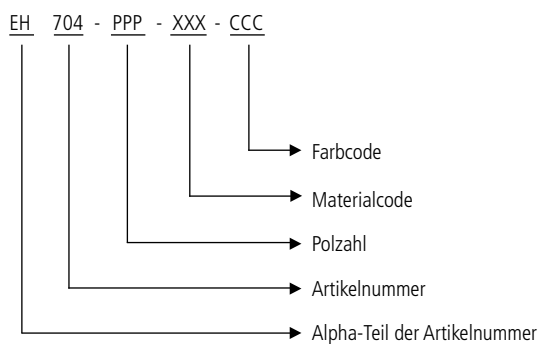 EH 704 - PPP - XXX - CCC
Farbcode
Materialcode
Polzahl
Artikelnummer
Alpha-Teil der Artikelnummer